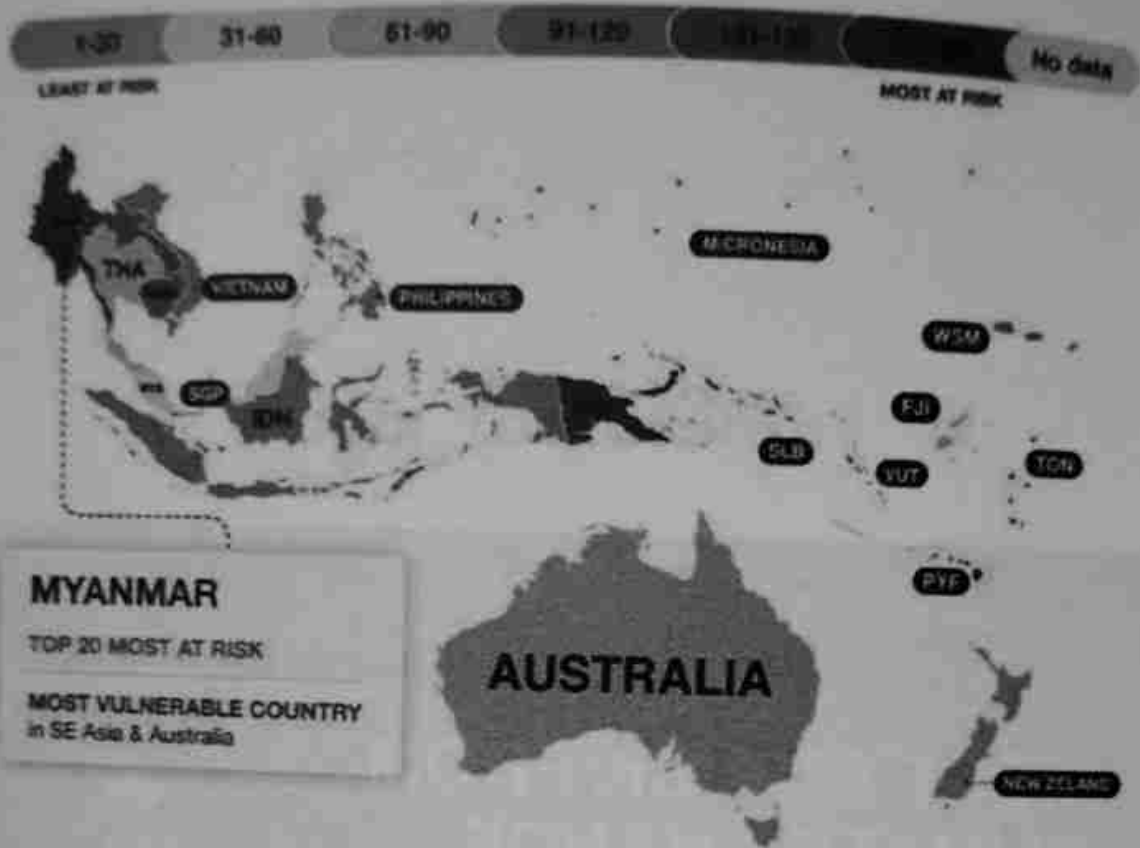 1-30
31-60
61-90
91-120
No data
LEAST AT RISK
MOST AT RISK
MICRONESIA
THA
VIETNAM
PHILIPPINES
WSM
SGP
IDN
FJI
SLB
VUT
TON
PYF
MYANMAR
TOP 20 MOST AT RISK
MOST VULNERABLE COUNTRY
in SE Asia & Australia
AUSTRALIA
NEW ZELAND